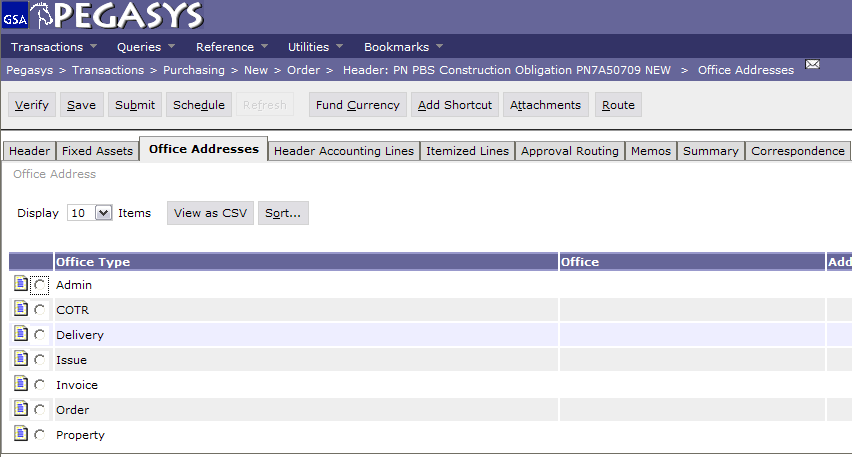 GSA PEGASYS
Transactions Queries Reference Utilities Bookmarks
Pegasys > Transactions > Purchasing > New > Order > Header: PN PBS Construction Obligation PN7A50709 NEW > Office Addresses
Verify Save Submit Schedule Refresh Fund Currency Add Shortcut Attachments Route
Header Fixed Assets Office Addresses Header Accounting Lines Itemized Lines Approval Routing Memos Summary Correspondence
Office Address
Display 10 Items View as CSV Sort...
Office Type Office Add
Admin
COTR
Delivery
Issue
Invoice
Order
Property